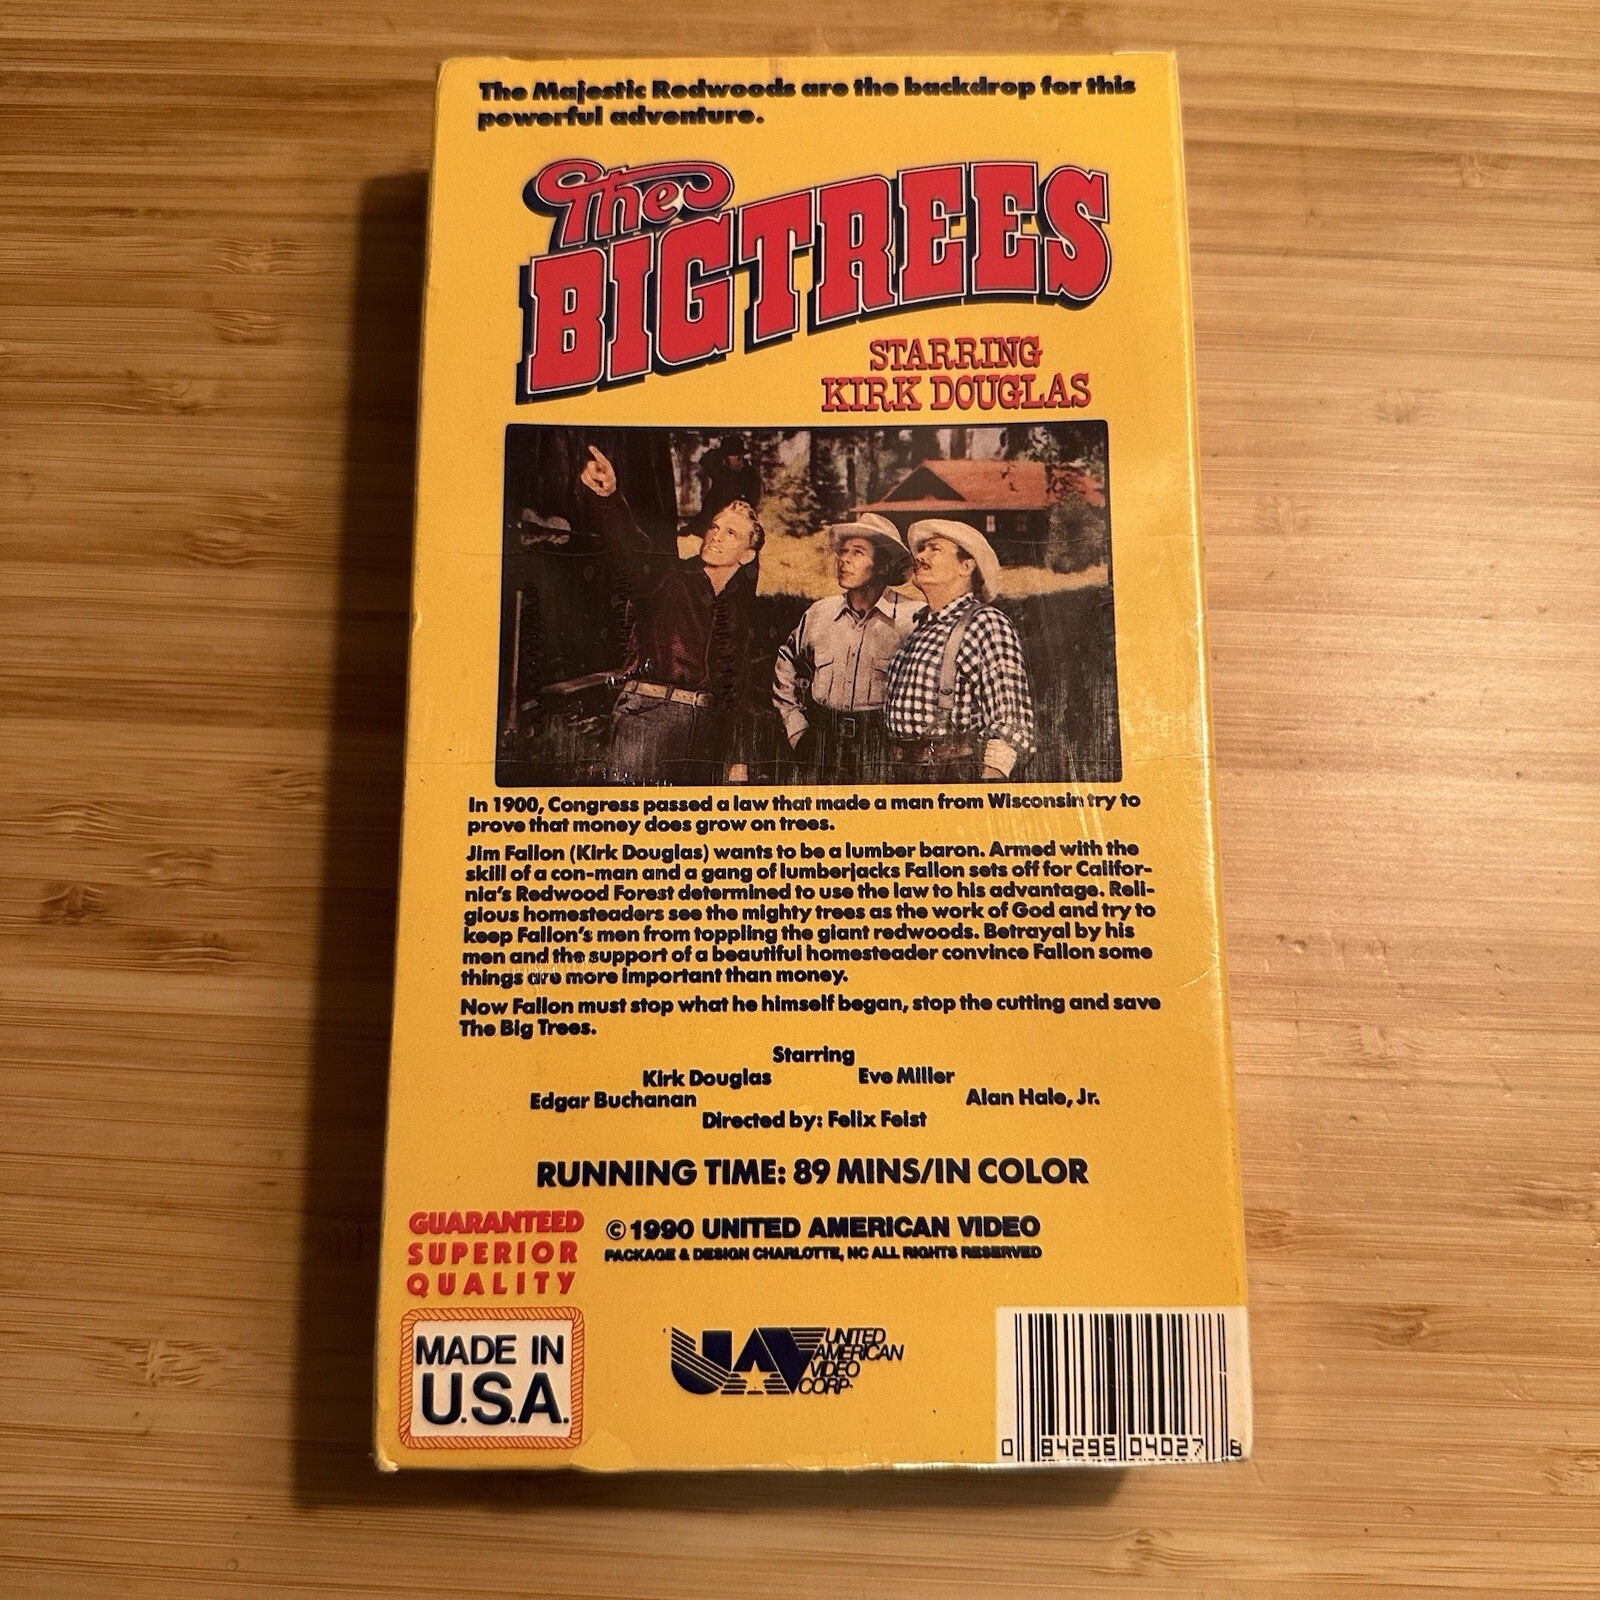 The Majestic Redwoods are the backdrop for this
powerful adventure.
The
BIG TREES
STARRING
KIRK DOUGLAS
In 1900, Congress passed a law that made a man from Wisconsin try to
prove that money does grow on trees.
Jim Fallon (Kirk Douglas) wants to be a lumber baron. Armed with the
skill of a con-man and a gang of lumberjacks Fallon sets off for Califor-
nia's Redwood Forest determined to use the law to his advantage. Reli-
gious homesteaders see the mighty trees as the work of God and try to
keep Fallon's men from toppling the giant redwoods. Betrayal by his
men and the support of a beautiful homesteader convince Fallon some
things are more important than money.
Now Fallon must stop what he himself began, stop the cutting and save
The Big Trees.
Starring
Kirk Douglas Eve Miller
Edgar Buchanan Alan Hale, Jr.
Directed by: Felix Feist
RUNNING TIME: 89 MINS/IN COLOR
GUARANTEED
SUPERIOR
QUALITY
© 1990 UNITED AMERICAN VIDEO
PACKAGE & DESIGN CHARLOTTE, NC ALL RIGHTS RESERVED
MADE IN
U.S.A.
UAV
UNITED
AMERICAN
VIDEO
CORP.
0 84296 04027 8